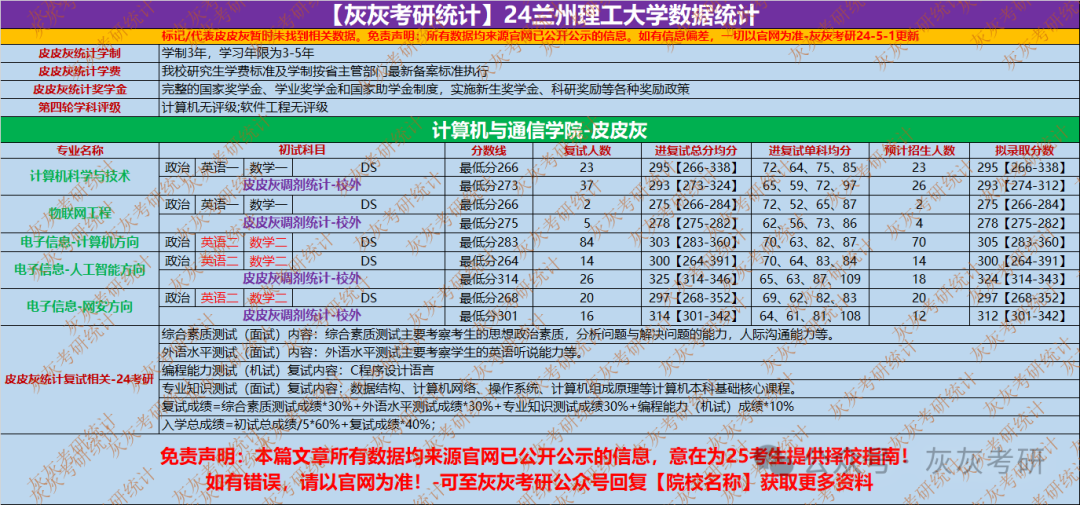 【灰灰考研统计】24兰州理工大学数据统计
标记/代表皮皮灰暂时未找到相关数据。免责声明：所有数据均来源官网已公开公示的信息。如有信息偏差，一切以官网为准-灰灰考研24-5-1更新
皮皮灰统计学制 学制3年，学习年限为3-5年
皮皮灰统计学费 我校研究生学费标准及学制按省主管部门最新备案标准执行
皮皮灰统计奖学金 完整的国家奖学金、学业奖学金和国家助学金制度，实施新生奖学金、科研奖励等各种奖励政策
第四轮学科评级 计算机无评级;软件工程无评级
计算机与通信学院-皮皮灰
专业名称 初试科目 分数线 复试人数 进复试总分均分 进复试单科均分 预计招生人数 拟录取分数
计算机科学与技术 政治 英语一 数学一 DS 最低分266 23 295【266-338】 72、64、75、85 23 295【266-338】
皮皮灰调剂统计-校外 最低分273 37 293【273-324】 65、59、72、97 26 293【274-312】
物联网工程 政治 英语一 数学一 DS 最低分266 2 275【266-284】 72、52、65、87 2 275【266-284】
皮皮灰调剂统计-校外 最低分275 5 278【275-282】 62、56、73、86 4 278【275-282】
电子信息-计算机方向 政治 英语二 数学二 DS 最低分283 84 303【283-360】 70、63、82、87 70 305【283-360】
电子信息-人工智能方向 政治 英语二 数学二 DS 最低分264 14 300【264-391】 70、64、83、84 14 300【264-391】
皮皮灰调剂统计-校外 最低分314 26 325【314-346】 65、63、87、109 18 324【314-343】
电子信息-网安方向 政治 英语二 数学二 DS 最低分268 20 297【268-352】 69、62、82、83 20 297【268-352】
皮皮灰调剂统计-校外 最低分301 16 314【301-342】 64、61、81、108 12 312【301-342】
皮皮灰统计复试相关-24考研
综合素质测试（面试）内容：综合素质测试主要考察考生的思想政治素质，分析问题与解决问题的能力，人际沟通能力等。
外语水平测试（面试）内容：外语水平测试主要考察学生的英语听说能力等。
编程能力测试（机试）复试内容：C程序设计语言
专业知识测试（面试）复试内容：数据结构、计算机网络、操作系统、计算机组成原理等计算机本科基础核心课程。
复试成绩=综合素质测试成绩*30%+外语水平测试成绩*30%+专业知识测试成绩30%+编程能力（机试）成绩*10%
入学总成绩=初试总成绩/5*60%+复试成绩*40%；
免责声明：本篇文章所有数据均来源官网已公开公示的信息，意在为25考生提供择校指南！
如有错误，请以官网为准！-可至灰灰考研公众号回复【院校名称】获取更多资料
公众号 灰灰考研